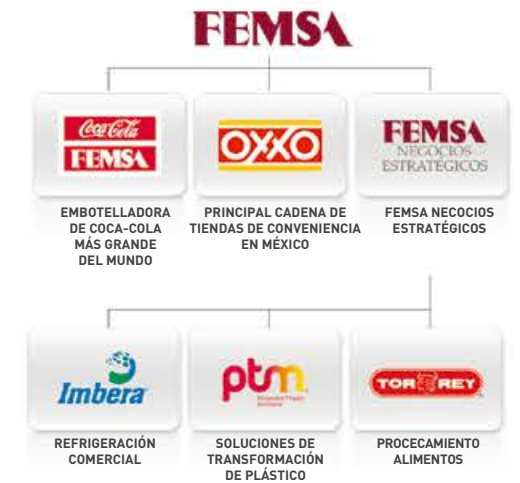 FEMSA
Coca-Cola
FEMSA
OXXO
FEMSA
NEGOCIOS
ESTRATÉGICOS
EMBOTELLADORA
DE COCA-COLA
MÁS GRANDE
DEL MUNDO
PRINCIPAL CADENA DE
TIENDAS DE CONVENIENCIA
EN MÉXICO
FEMSA NECOCIOS
ESTRATÉGICOS
Imbera
ptm
TOR REY
REFRIGERACIÓN
COMERCIAL
SOLUCIONES DE
TRANSFORMACIÓN
DE PLÁSTICO
PROCECAMIENTO
ALIMENTOS